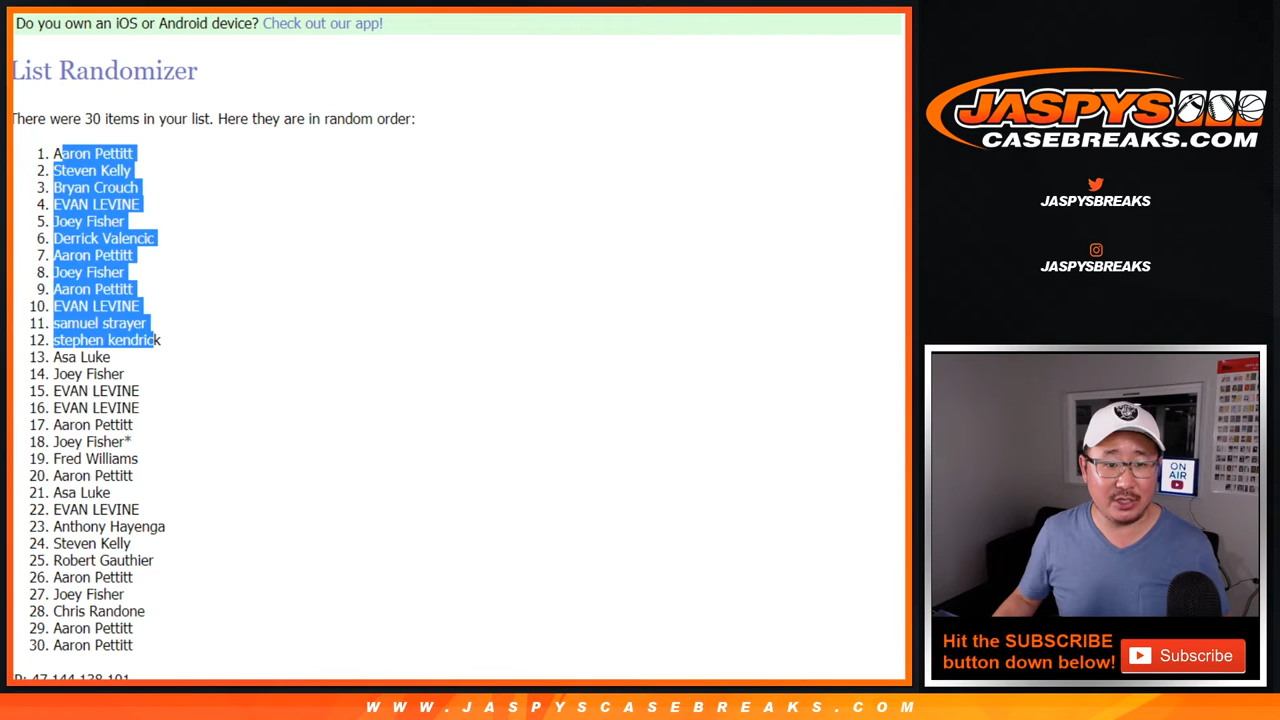 Do you own an iOS or Android device? Check out our app!
List Randomizer
There were 30 items in your list. Here they are in random order:
1. Aaron Pettitt
2. Steven Kelly
3. Bryan Crouch
4. EVAN LEVINE
5. Joey Fisher
6. Derrick Valencic
7. Aaron Pettitt
8. Joey Fisher
9. Aaron Pettitt
10. EVAN LEVINE
11. samuel strayer
12. stephen kendrick
13. Asa Luke
14. Joey Fisher
15. EVAN LEVINE
16. EVAN LEVINE
17. Aaron Pettitt
18. Joey Fisher*
19. Fred Williams
20. Aaron Pettitt
21. Asa Luke
22. EVAN LEVINE
23. Anthony Hayenga
24. Steven Kelly
25. Robert Gauthier
26. Aaron Pettitt
27. Joey Fisher
28. Chris Randone
29. Aaron Pettitt
30. Aaron Pettitt
JASPYS
CASEBREAKS.COM
JASPYSBREAKS
JASPYSBREAKS
ON
AIR
Hit the SUBSCRIBE
button down below!
Subscribe
WWW.JASPYSCASEBREAKS.COM